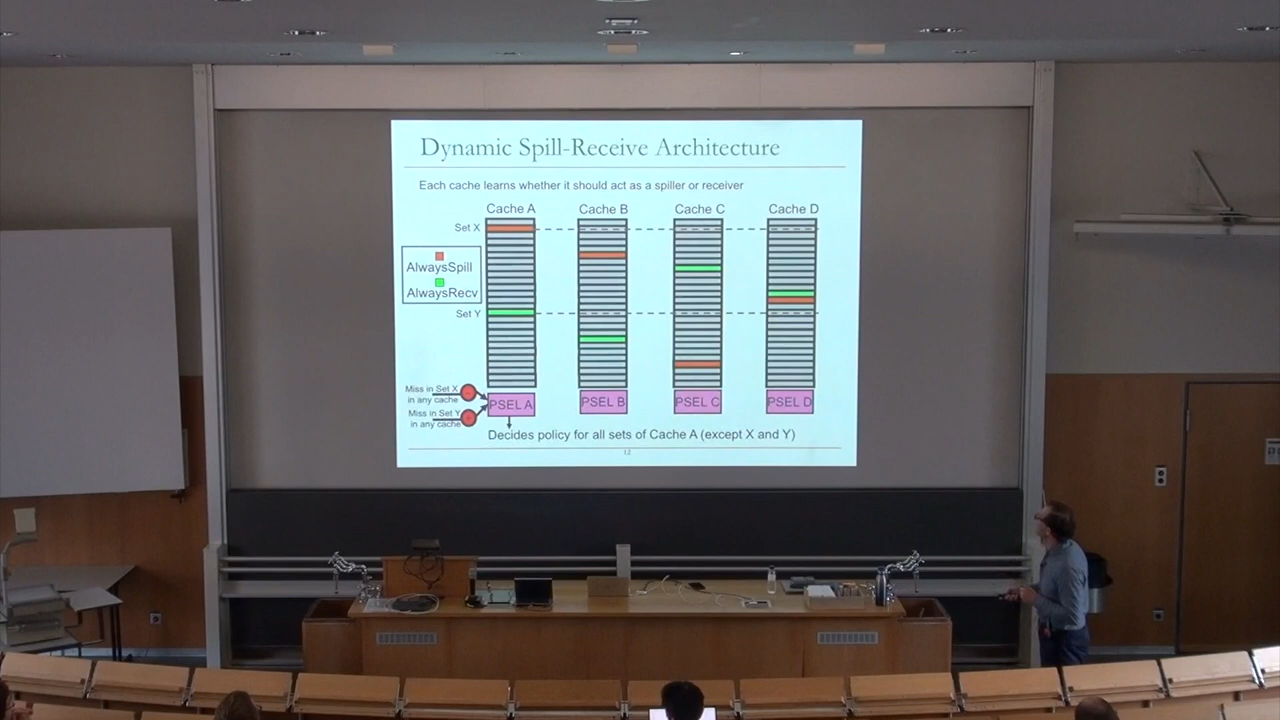 Dynamic Spill-Receive Architecture
Each cache learns whether it should act as a spiller or receiver
Cache A Cache B Cache C Cache D
Set X
AlwaysSpill
AlwaysRecv
Set Y
Miss in Set X
in any cache
Miss in Set Y
in any cache
PSEL A PSEL B PSEL C PSEL D
Decides policy for all sets of Cache A (except X and Y)
12